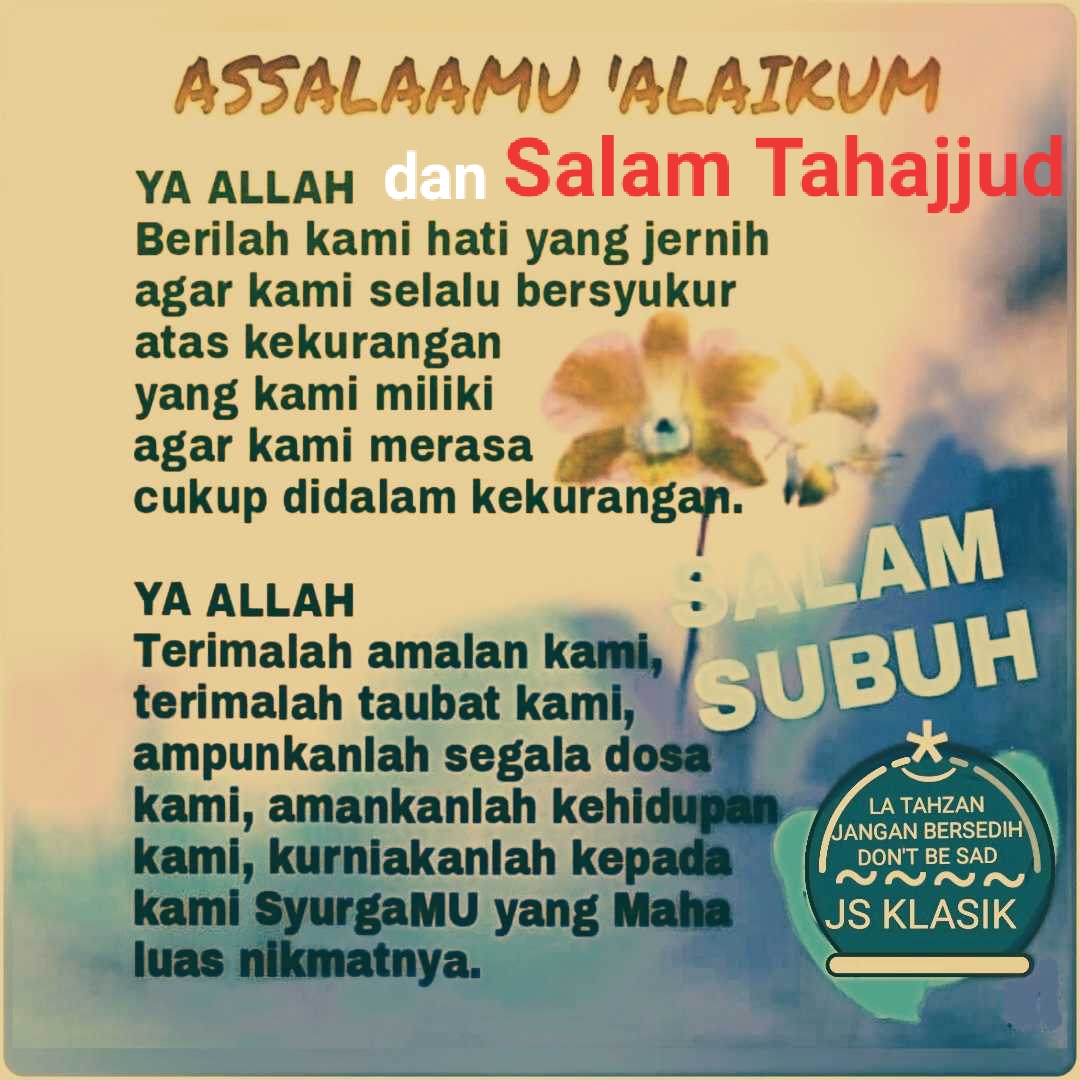 ASSALAAMU 'ALAIKUM
dan Salam Tahajjud
YA ALLAH
Berilah kami hati yang jernih
agar kami selalu bersyukur
atas kekurangan
yang kami miliki
agar kami merasa
cukup didalam kekurangan.
SALAM
SUBUH
YA ALLAH
Terimalah amalan kami,
terimalah taubat kami,
ampunkanlah segala dosa
kami, amankanlah kehidupan
kami, kurniakanlah kepada
kami SyurgaMU yang Maha
luas nikmatnya.
LA TAHZAN
JANGAN BERSEDIH
DON'T BE SAD
~~~~
JS KLASIK